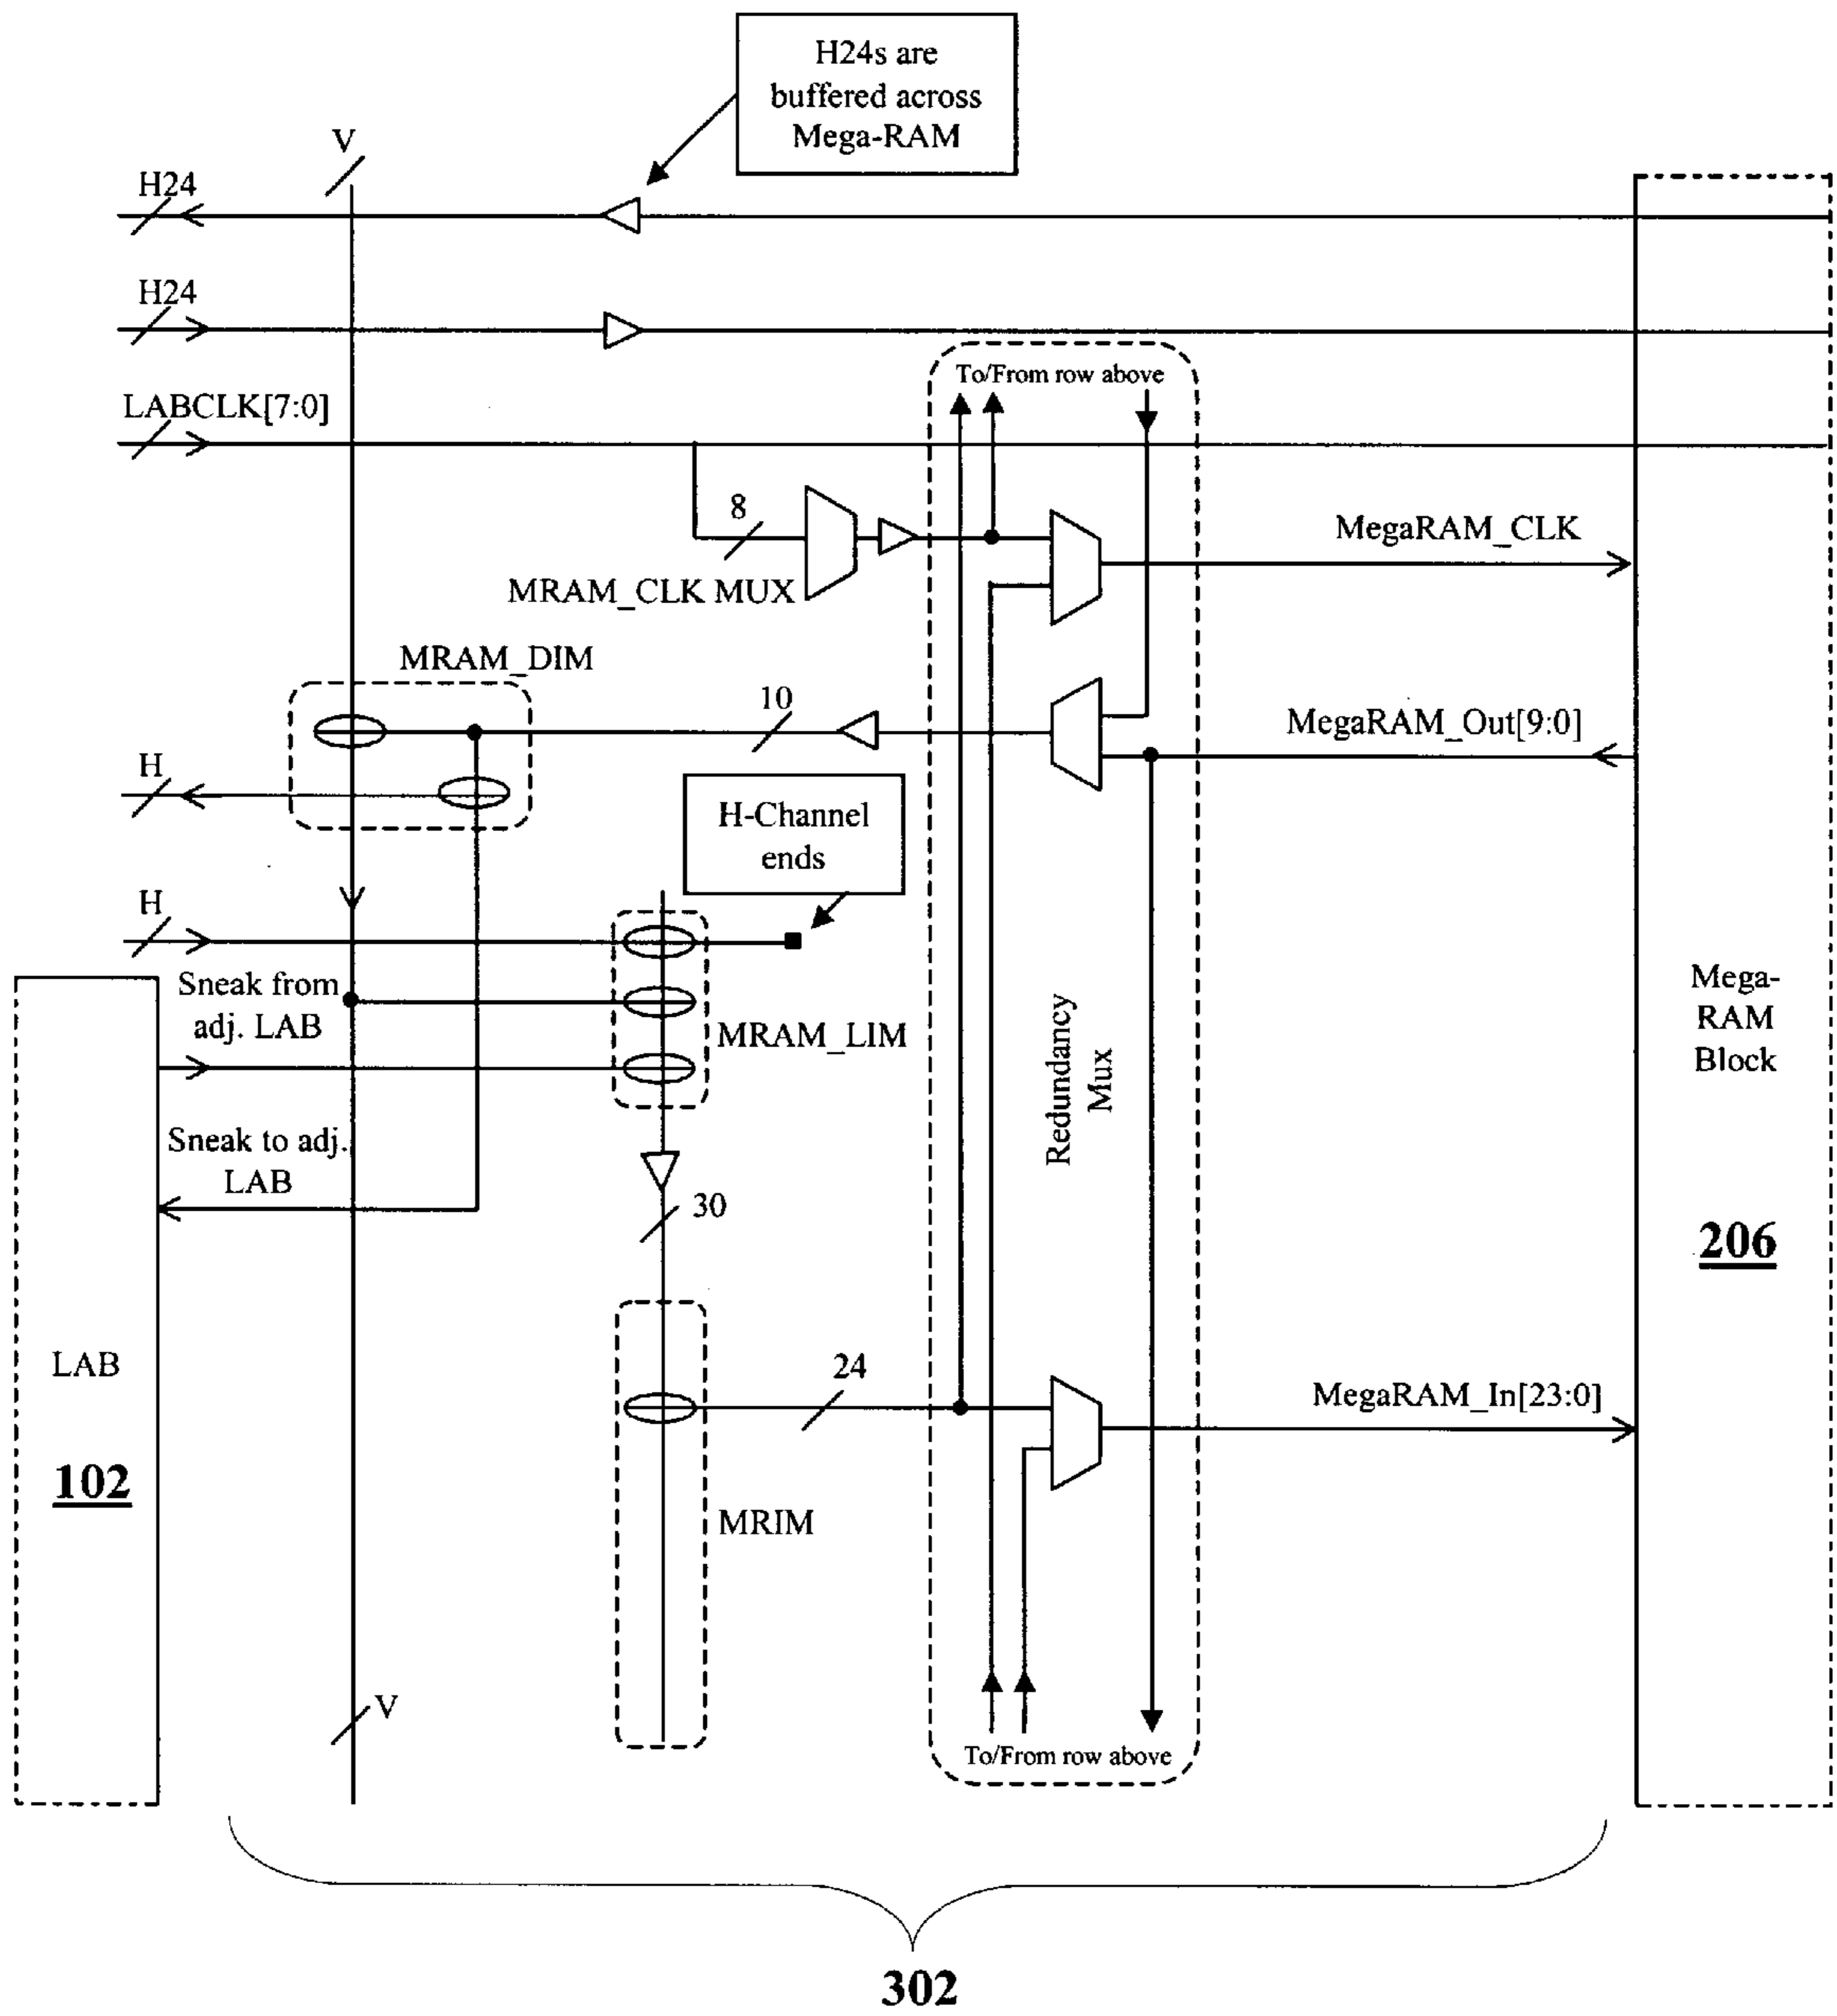 H24s are
buffered across
Mega-RAM
V
H24
H24
To/From row above
LABCLK[7:0]
8
MegaRAM_CLK
MRAM_CLK MUX
MRAM_DIM
10
MegaRAM_Out[9:0]
H
H-Channel
ends
H
Sneak from
adj. LAB
MRAM_LIM
Redundancy
Mux
Mega-
RAM
Block
Sneak to adj.
LAB
30
206
LAB
24
MegaRAM_In[23:0]
102
MRIM
V
To/From row above
302